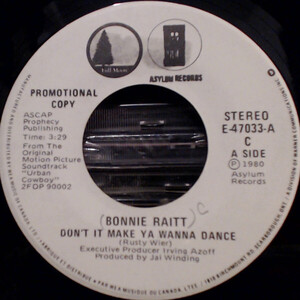 Full Moon
ASYLUM RECORDS
PROMOTIONAL
COPY
ASCAP
Prophecy
Publishing
Time: 3:29
From The
Original
Motion Picture
Soundtrack
"Urban
Cowboy"
2FDP 90002
STEREO
E-47033-A
C
A SIDE
℗ 1980
Asylum
Records
(BONNIE RAITT) C
DON'T IT MAKE YA WANNA DANCE
(Rusty Wier)
Executive Producer Irving Azoff
Produced by Jai Winding